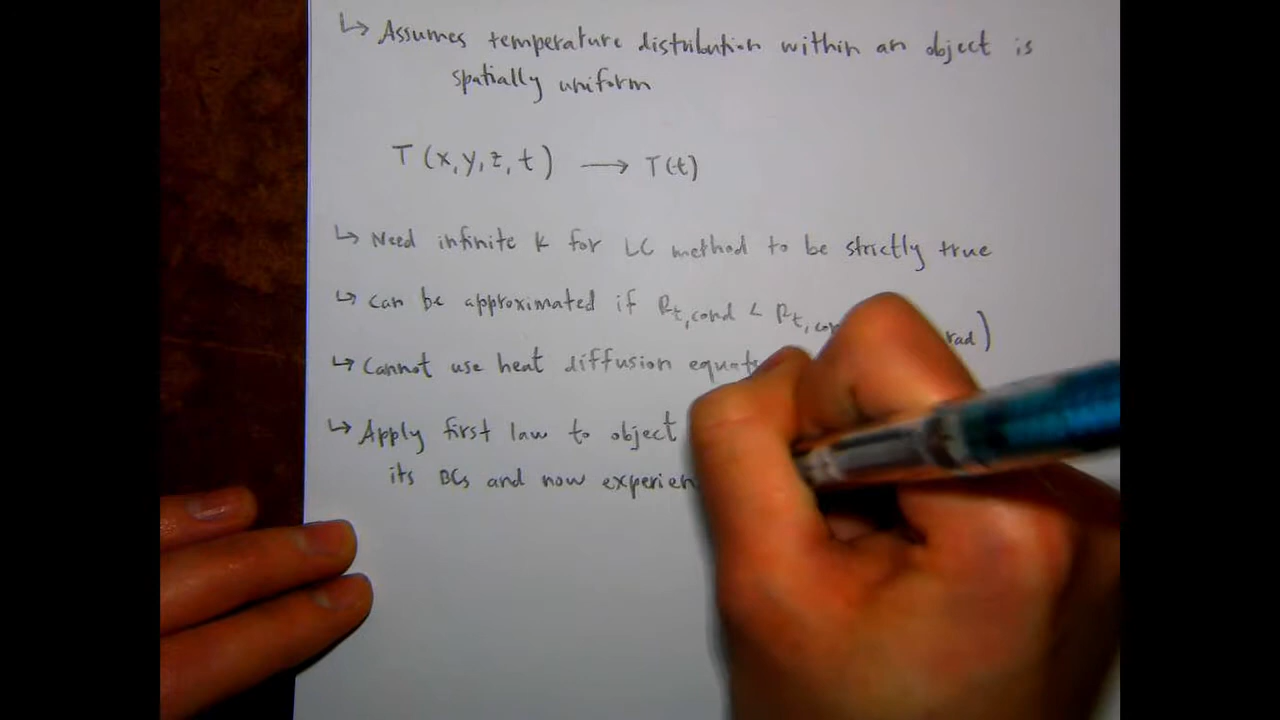 ↳ Assumes temperature distribution within an object is
spatially uniform
T(x,y,z,t) → T(t)
↳ Need infinite k for LC method to be strictly true
↳ can be approximated if Rt,cond < Rt, rad)
↳ Cannot use heat diffusion
↳ Apply first law to object
its BCs and now